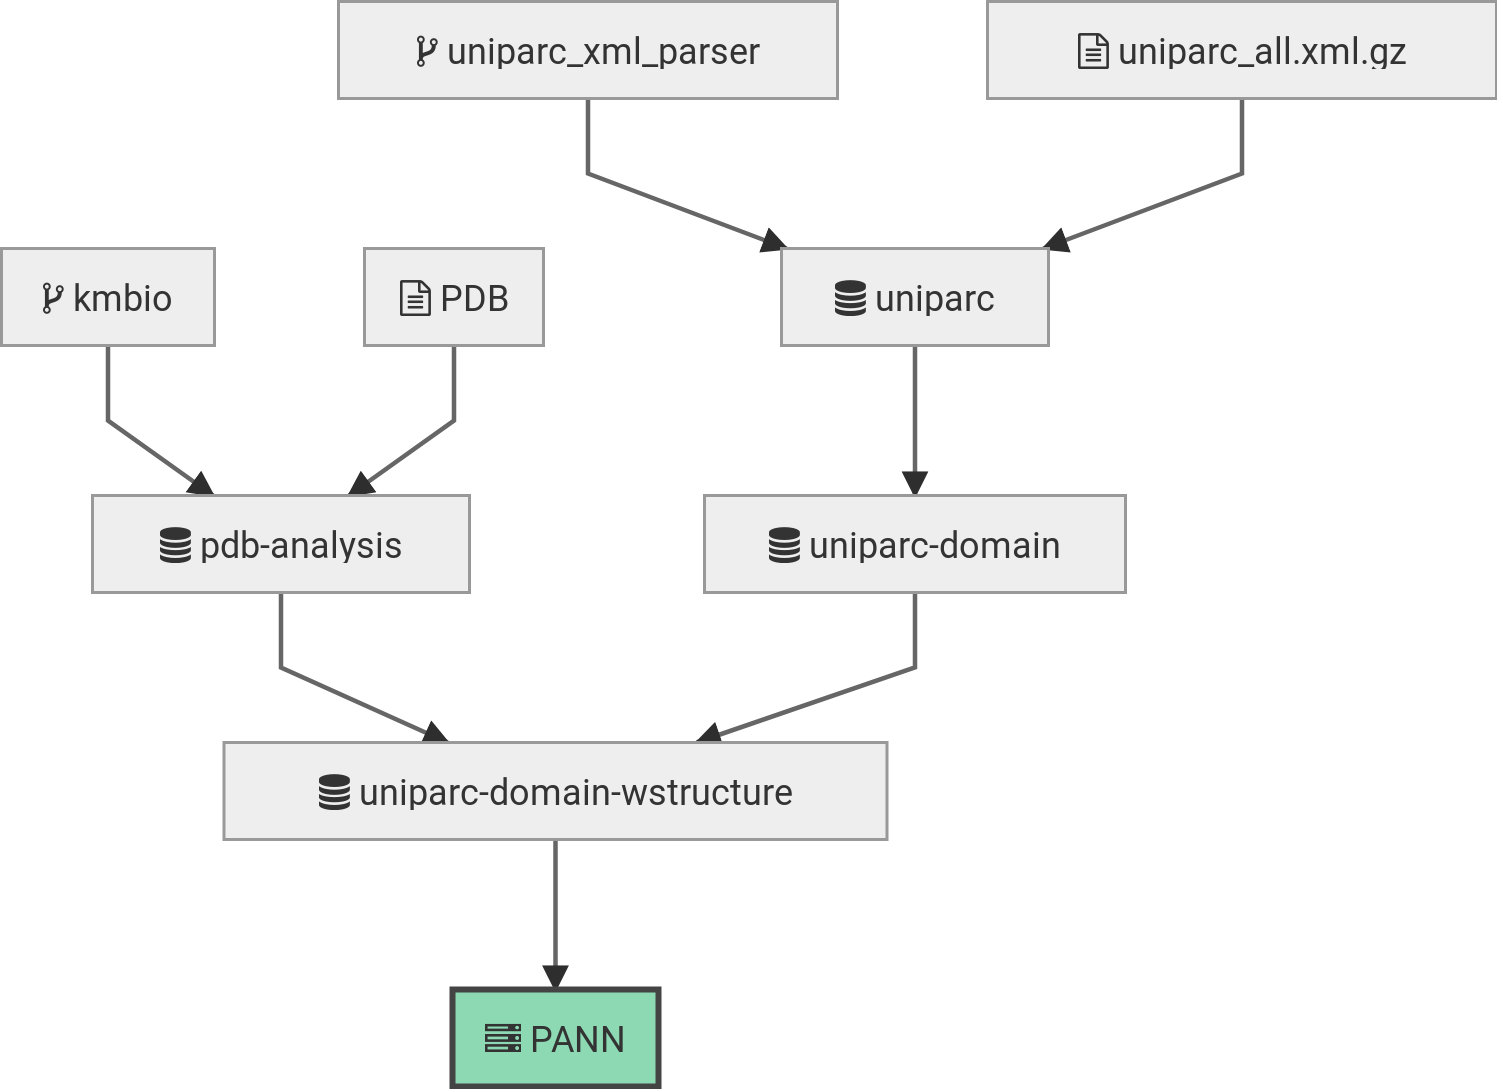 uniparc_xml_parser
uniparc_all.xml.gz
kmbio
PDB
uniparc
pdb-analysis
uniparc-domain
uniparc-domain-wstructure
PANN